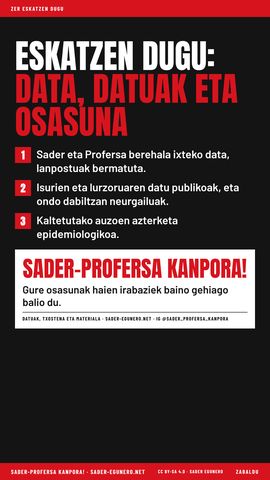 ZER ESKATZEN DUGU
ESKATZEN DUGU:
DATA, DATUAK ETA
OSASUNA
1 Sader eta Profersa berehala ixteko data,
lanpostuak bermatuta.
2 Isurien eta lurzoruaren datu publikoak, eta
ondo dabiltzan neurgailuak.
3 Kaltetutako auzoen azterketa
epidemiologikoa.
SADER-PROFERSA KANPORA!
Gure osasunak haien irabaziek baino gehiago
balio du.
DATUAK, TXOSTENA ETA MATERIALA · SADER-EGUNERO.NET · IG @SADER_PROFERSA_KANPORA
SADER-PROFERSA KANPORA! · SADER-EGUNERO.NET CC BY-SA 4.0 · SADER EGUNERO ZABALDU